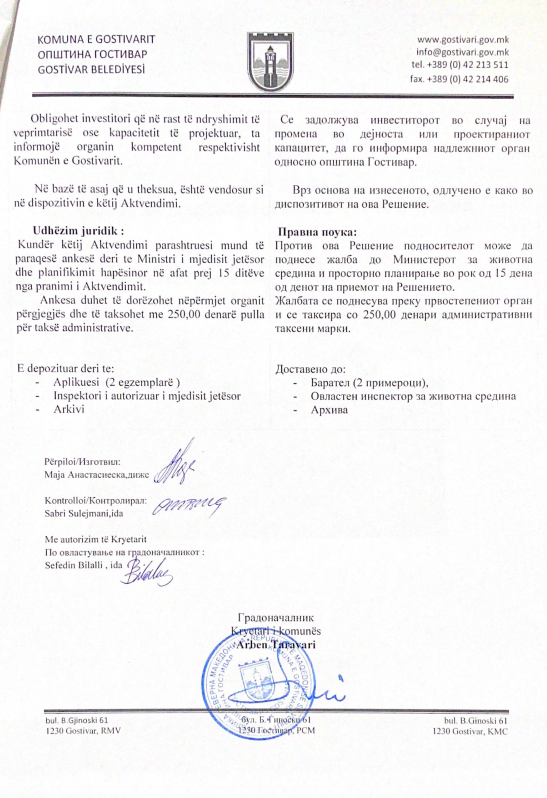 KOMUNA E GOSTIVARIT
ОПШТИНА ГОСТИВАР
GOSTİVAR BELEDİYESİ
www.gostivari.gov.mk
info@gostivari.gov.mk
tel. +389 (0) 42 213 511
fax. +389 (0) 42 214 406
Obligohet investitori që në rast të ndryshimit të
veprimtarisë ose kapacitetit të projektuar, ta
informojë organin kompetent respektivisht
Komunën e Gostivarit.
Në bazë të asaj që u theksua, është vendosur si
në dispozitivin e këtij Aktvendimi.
Udhëzim juridik :
Kundër këtij Aktvendimi parashtruesi mund të
paraqesë ankesë deri te Ministri i mjedisit jetësor
dhe planifikimit hapësinor në afat prej 15 ditëve
nga pranimi i Aktvendimit.
Ankesa duhet të dorëzohet nëpërmjet organit
përgjegjës dhe të taksohet me 250,00 denarë pulla
për taksë administrative.
Се задолжува инвеститорот во случај на
промена во дејноста или проектираниот
капацитет, да го информира надлежниот орган
односно општина Гостивар.
Врз основа на изнесеното, одлучено е како во
диспозитивот на ова Решение.
Правна поука:
Против ова Решение подносителот може да
поднесе жалба до Министерот за животна
средина и просторно планирање во рок од 15 дена
од денот на приемот на Решението.
Жалбата се поднесува преку првостепениот орган
и се таксира со 250,00 денари административни
таксени марки.
E depozituar deri te:
- Aplikuesi (2 egzemplarë )
- Inspektori i autorizuar i mjedisit jetësor
- Arkivi
Доставено до:
- Барател (2 примероци),
- Овластен инспектор за животна средина
- Архива
Përpiloi/Изготвил:
Маја Анастасиеска,диже
Kontrolloi/Контролирал:
Sabri Sulejmani,ida
Me autorizim të Kryetarit
По овластување на градоначалникот :
Sefedin Bilalli , ida
Градоначалник
Kryetari i komunës
Arben Taravari
bul. B.Gjinoski 61
1230 Gostivar, RMV
бул. Б.Гиноски 61
1230 Гостивар, РСМ
bul. B.Ginoski 61
1230 Gostivar, KMC